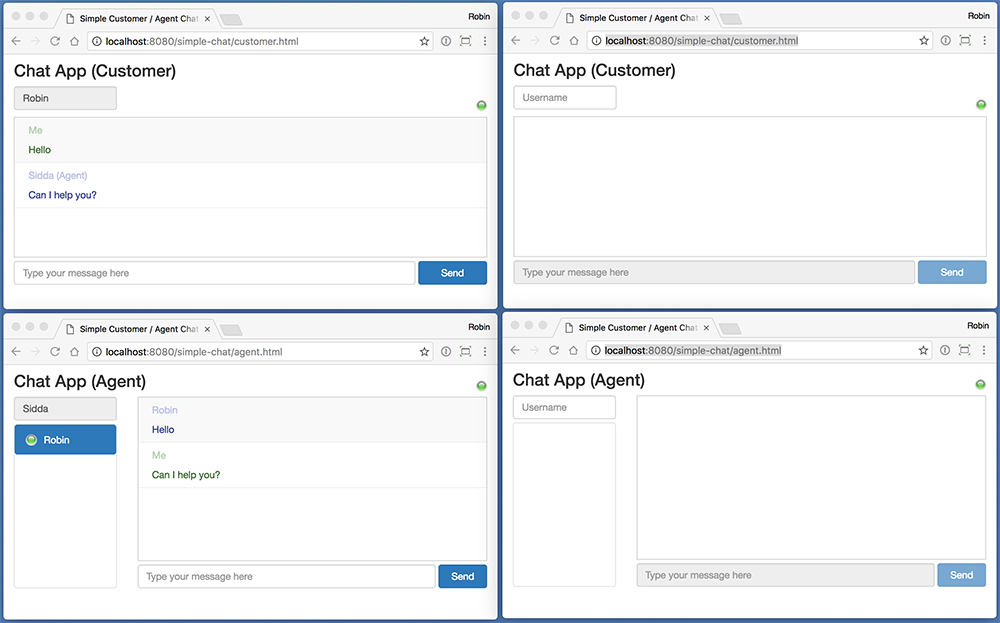 Simple Customer / Agent Chat
Robin
localhost:8080/simple-chat/customer.html
Chat App (Customer)
Robin
Me
Hello
Sidda (Agent)
Can I help you?
Type your message here
Send
Simple Customer / Agent Chat
Robin
localhost:8080/simple-chat/customer.html
Chat App (Customer)
Username
Type your message here
Send
Simple Customer / Agent Chat
Robin
localhost:8080/simple-chat/agent.html
Chat App (Agent)
Sidda
Robin
Robin
Hello
Me
Can I help you?
Type your message here
Send
Simple Customer / Agent Chat
Robin
localhost:8080/simple-chat/agent.html
Chat App (Agent)
Username
Type your message here
Send